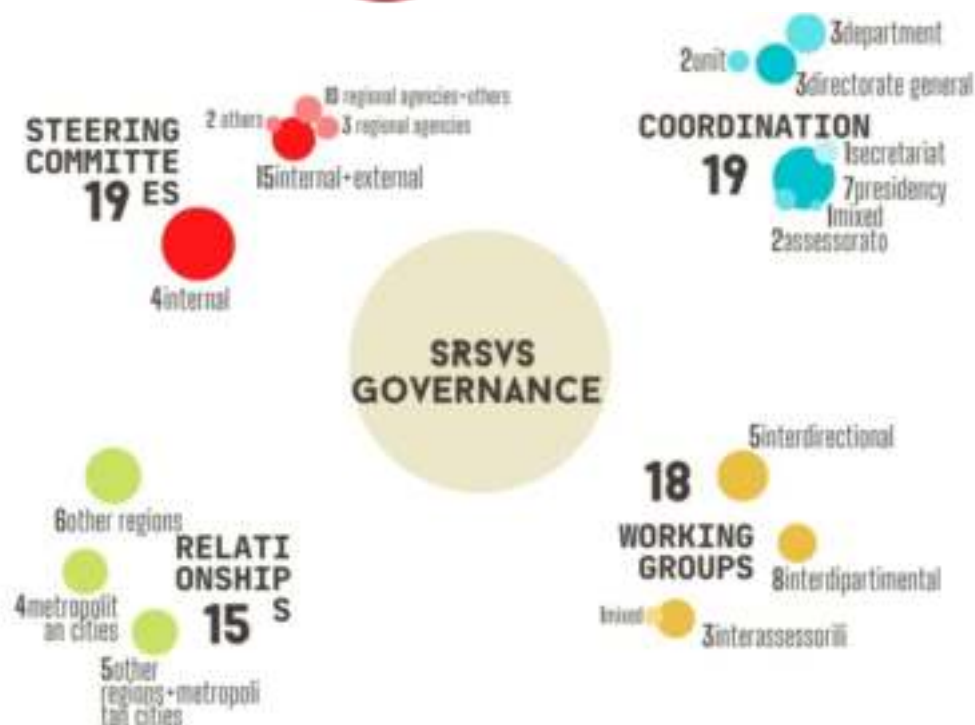 STEERING
COMMITTE
19 ES
2 others
10 regional agencies+others
3 regional agencies
15internal+external
4internal
3department
2unit
3directorate general
COORDINATION
19
1secretariat
7presidency
1mixed
2assessorato
SRSVS
GOVERNANCE
6other regions
RELATI
ONSHIP
15 S
4metropolit
an cities
5other
regions+metropoli
tan cities
5interdirectional
18
WORKING
GROUPS
8interdipartimental
1mixed
3interassessorili